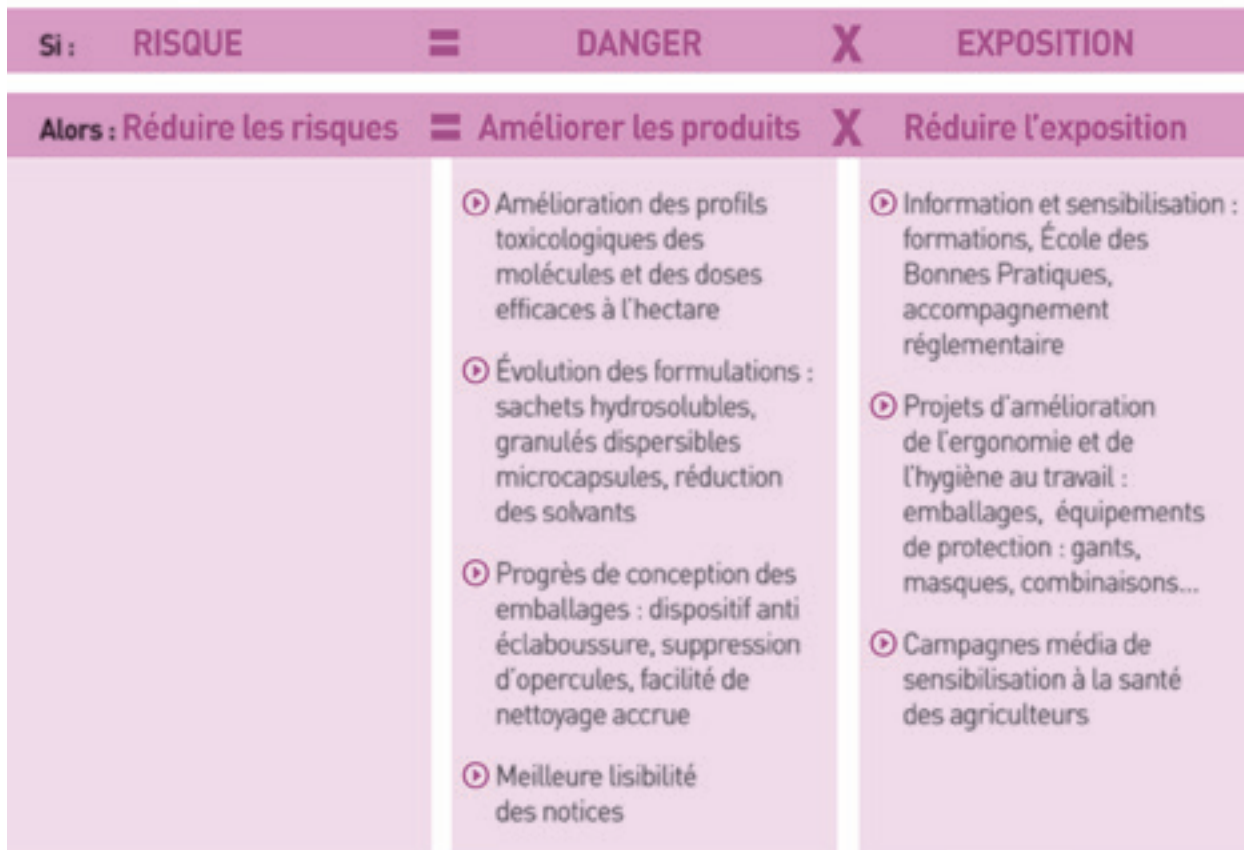 Si : RISQUE = DANGER X EXPOSITION
Alors : Réduire les risques = Améliorer les produits X Réduire l'exposition
Amélioration des profils
toxicologiques des
molécules et des doses
efficaces à l'hectare
Évolution des formulations :
sachets hydrosolubles,
granulés dispersibles
microcapsules, réduction
des solvants
Progrès de conception des
emballages : dispositif anti
éclaboussure, suppression
d'opercules, facilité de
nettoyage accrue
Meilleure lisibilité
des notices
Information et sensibilisation :
formations, École des
Bonnes Pratiques,
accompagnement
réglementaire
Projets d'amélioration
de l'ergonomie et de
l'hygiène au travail :
emballages, équipements
de protection : gants,
masques, combinaisons...
Campagnes média de
sensibilisation à la santé
des agriculteurs